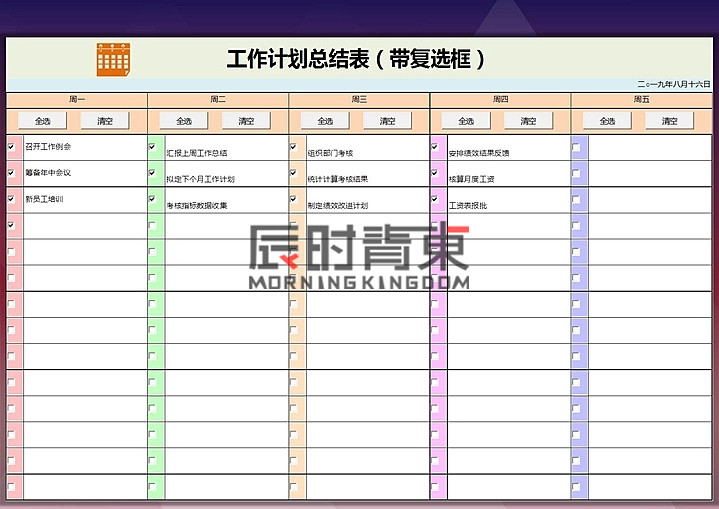 工作计划总结表（带复选框）
二○一九年八月十六日
周一 周二 周三 周四 周五
全选 清空 全选 清空 全选 清空 全选 清空 全选 清空
召开工作例会 汇报上周工作总结 组织部门考核 安排绩效结果反馈
筹备年中会议 拟定下个月工作计划 统计计算考核结果 核算月度工资
新员工培训 考核指标数据收集 制定绩效改进计划 工资表报批
辰时青束
MORNINGKINGDOM